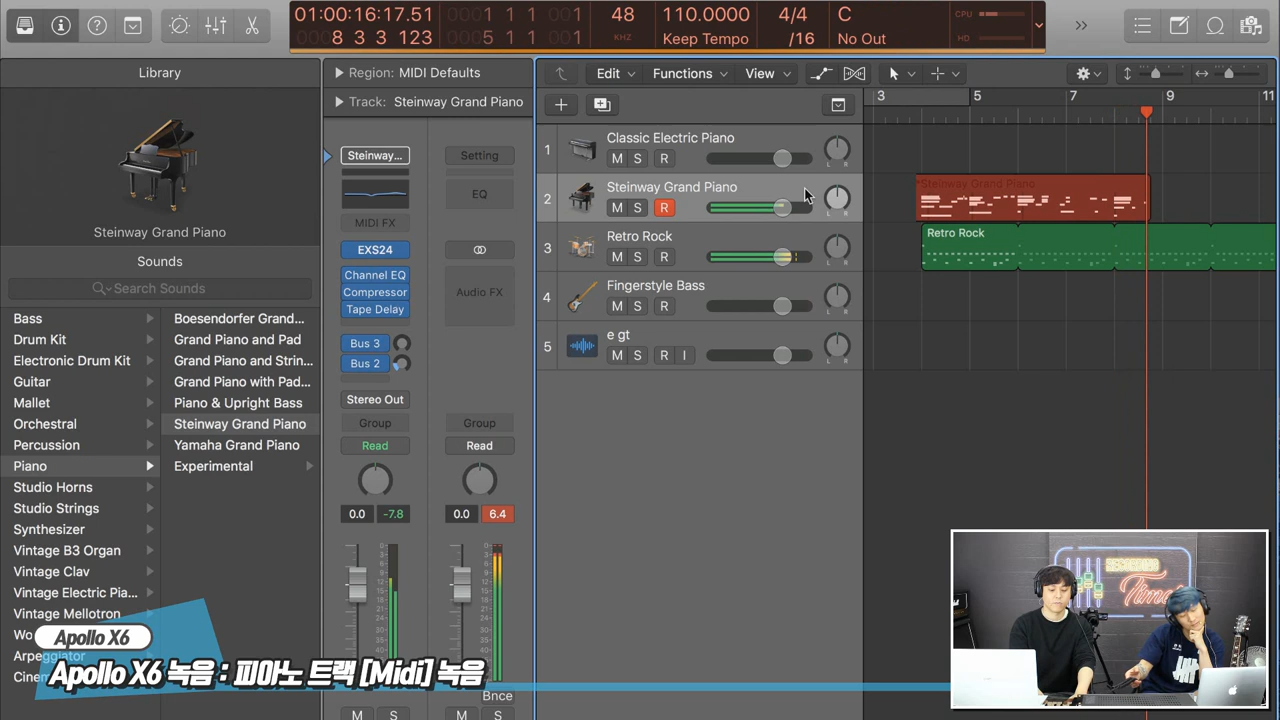 01:00:16:17.51
8 3 3 123
001 1 1 001
5 1 1 1
48
KHZ
110.0000
Keep Tempo
4/4
/16
C
No Out
CPU
HD
Library
Region: MIDI Defaults
Track: Steinway Grand Piano
Edit
Functions
View
3
5
7
9
11
Steinway Grand Piano
Sounds
Search Sounds
Bass
Drum Kit
Electronic Drum Kit
Guitar
Mallet
Orchestral
Percussion
Piano
Studio Horns
Studio Strings
Synthesizer
Vintage B3 Organ
Vintage Clav
Vintage Electric Pia...
Vintage Mellotron
Wo
Arpeggiator
Cine
Boesendorfer Grand...
Grand Piano and Pad
Grand Piano and Strin...
Grand Piano with Pad...
Piano & Upright Bass
Steinway Grand Piano
Yamaha Grand Piano
Experimental
Steinway...
MIDI FX
EXS24
Channel EQ
Compressor
Tape Delay
Bus 3
Bus 2
Stereo Out
Group
Read
0.0 -7.8
M S
Setting
EQ
Audio FX
Group
Read
0.0 6.4
Bnce
M S
1 Classic Electric Piano
M S R
L R
2 Steinway Grand Piano
M S R
L R
3 Retro Rock
M S R
L R
4 Fingerstyle Bass
M S R
L R
5 e gt
M S R I
L R
Steinway Grand Piano
Retro Rock
RECORDING
Time
Apollo X6
Apollo X6 녹음 : 피아노 트랙 [Midi] 녹음